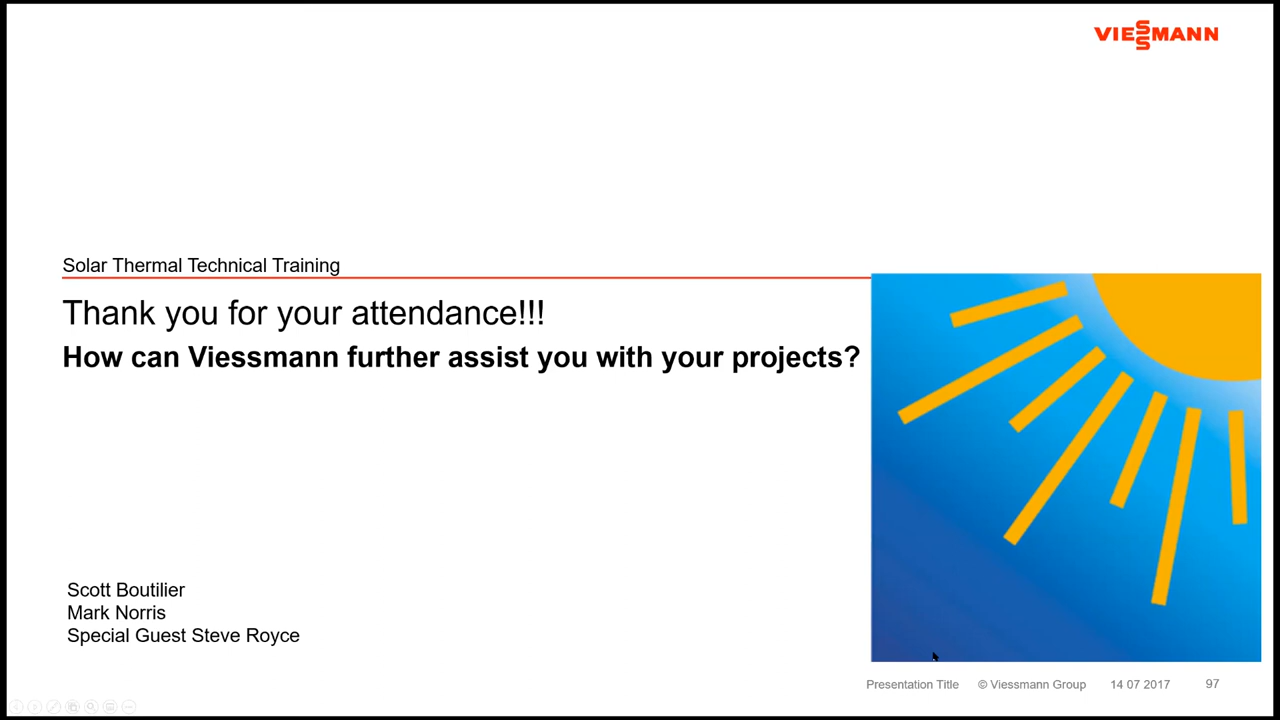 VIESSMANN
Solar Thermal Technical Training
Thank you for your attendance!!!
How can Viessmann further assist you with your projects?
Scott Boutilier
Mark Norris
Special Guest Steve Royce
Presentation Title © Viessmann Group 14 07 2017 97